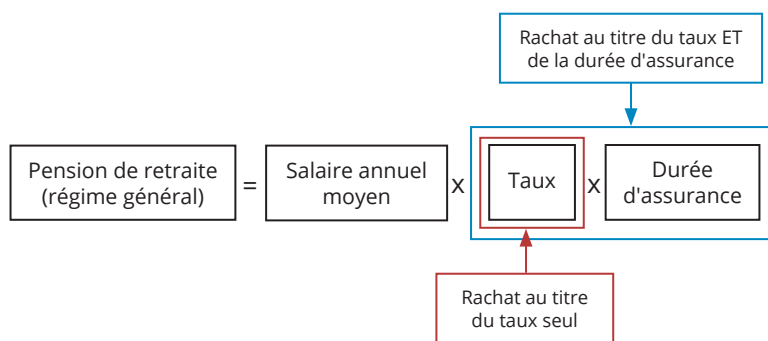 Rachat au titre du taux ET
de la durée d'assurance
Pension de retraite
(régime général)
=
Salaire annuel
moyen
x
Taux
x
Durée
d'assurance
Rachat au titre
du taux seul